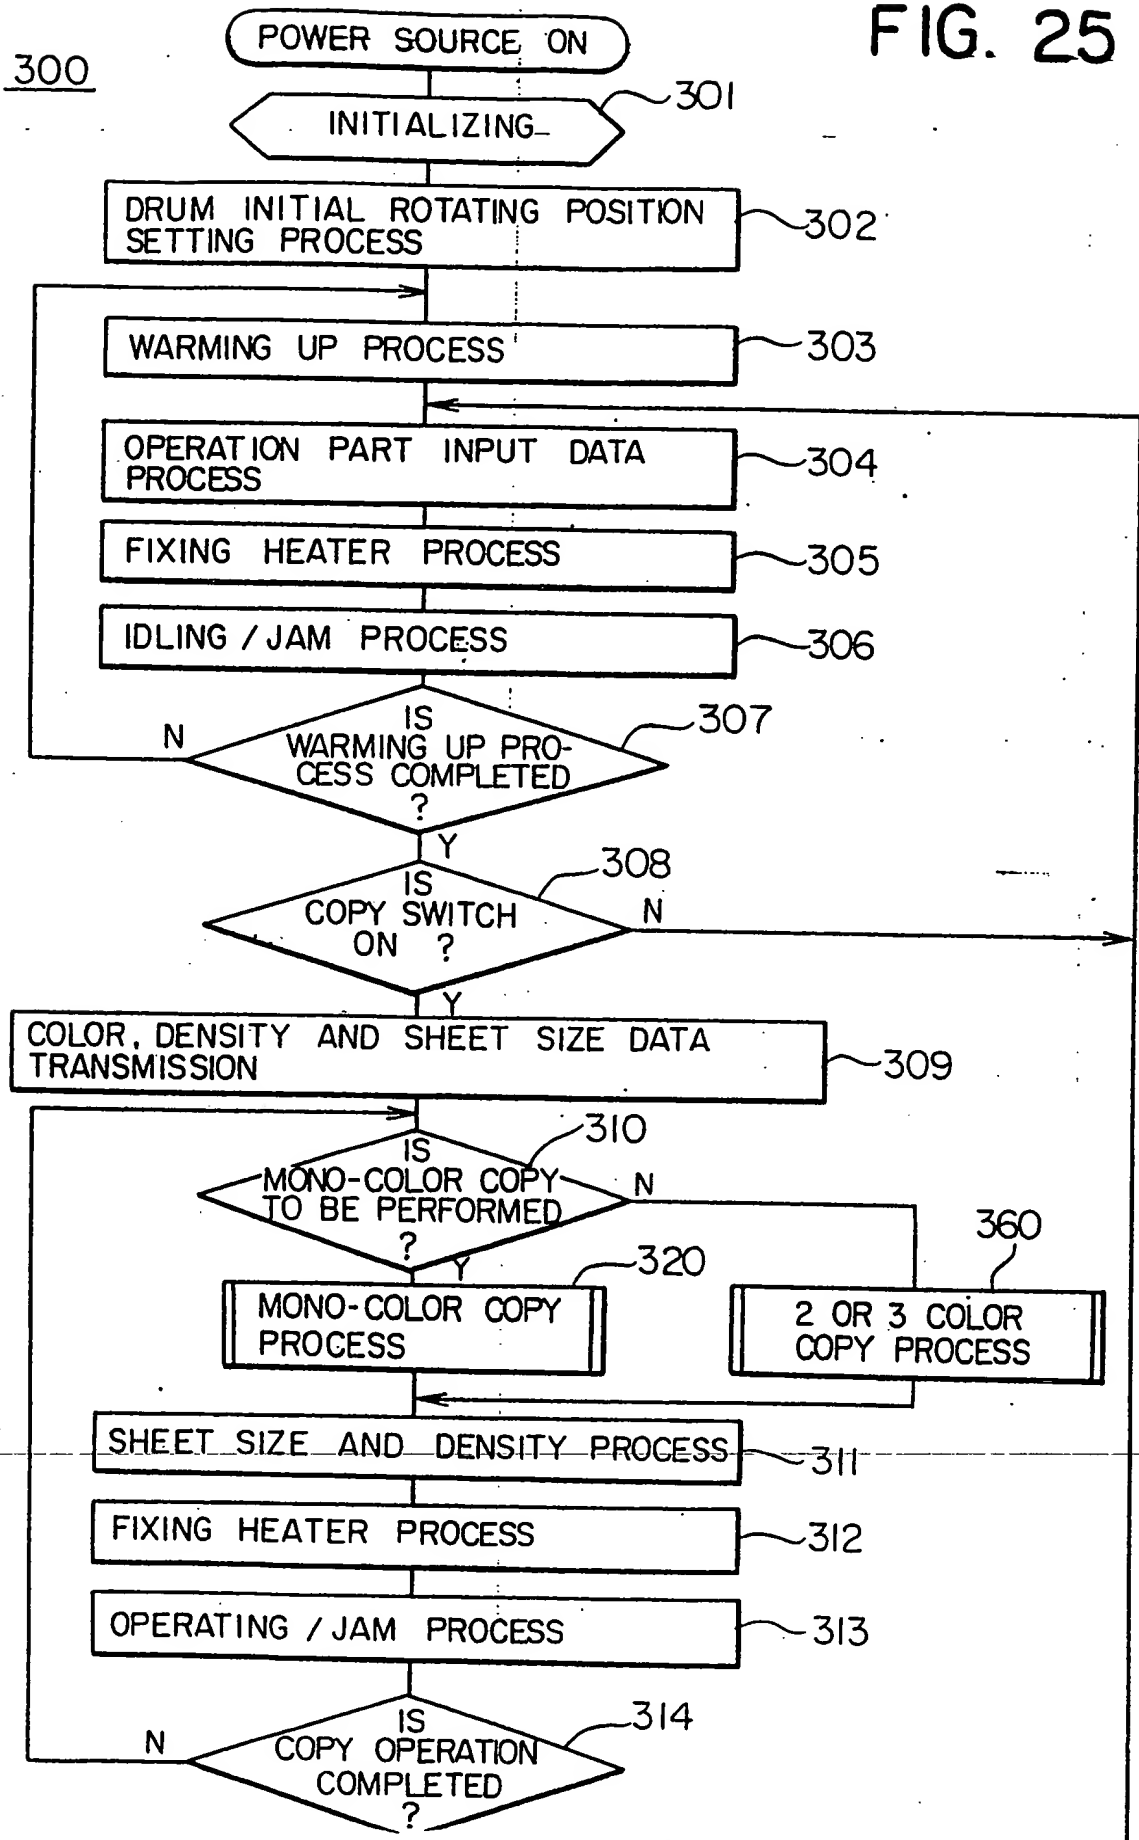 FIG. 25
300
POWER SOURCE ON
INITIALIZING
301
DRUM INITIAL ROTATING POSITION
SETTING PROCESS
302
WARMING UP PROCESS
303
OPERATION PART INPUT DATA
PROCESS
304
FIXING HEATER PROCESS
305
IDLING / JAM PROCESS
306
IS
WARMING UP PRO-
CESS COMPLETED
?
307
N
Y
IS
COPY SWITCH
ON ?
308
N
Y
COLOR, DENSITY AND SHEET SIZE DATA
TRANSMISSION
309
IS
MONO-COLOR COPY
TO BE PERFORMED
?
310
N
Y
MONO-COLOR COPY
PROCESS
320
2 OR 3 COLOR
COPY PROCESS
360
SHEET SIZE AND DENSITY PROCESS
311
FIXING HEATER PROCESS
312
OPERATING / JAM PROCESS
313
IS
COPY OPERATION
COMPLETED
?
314
N